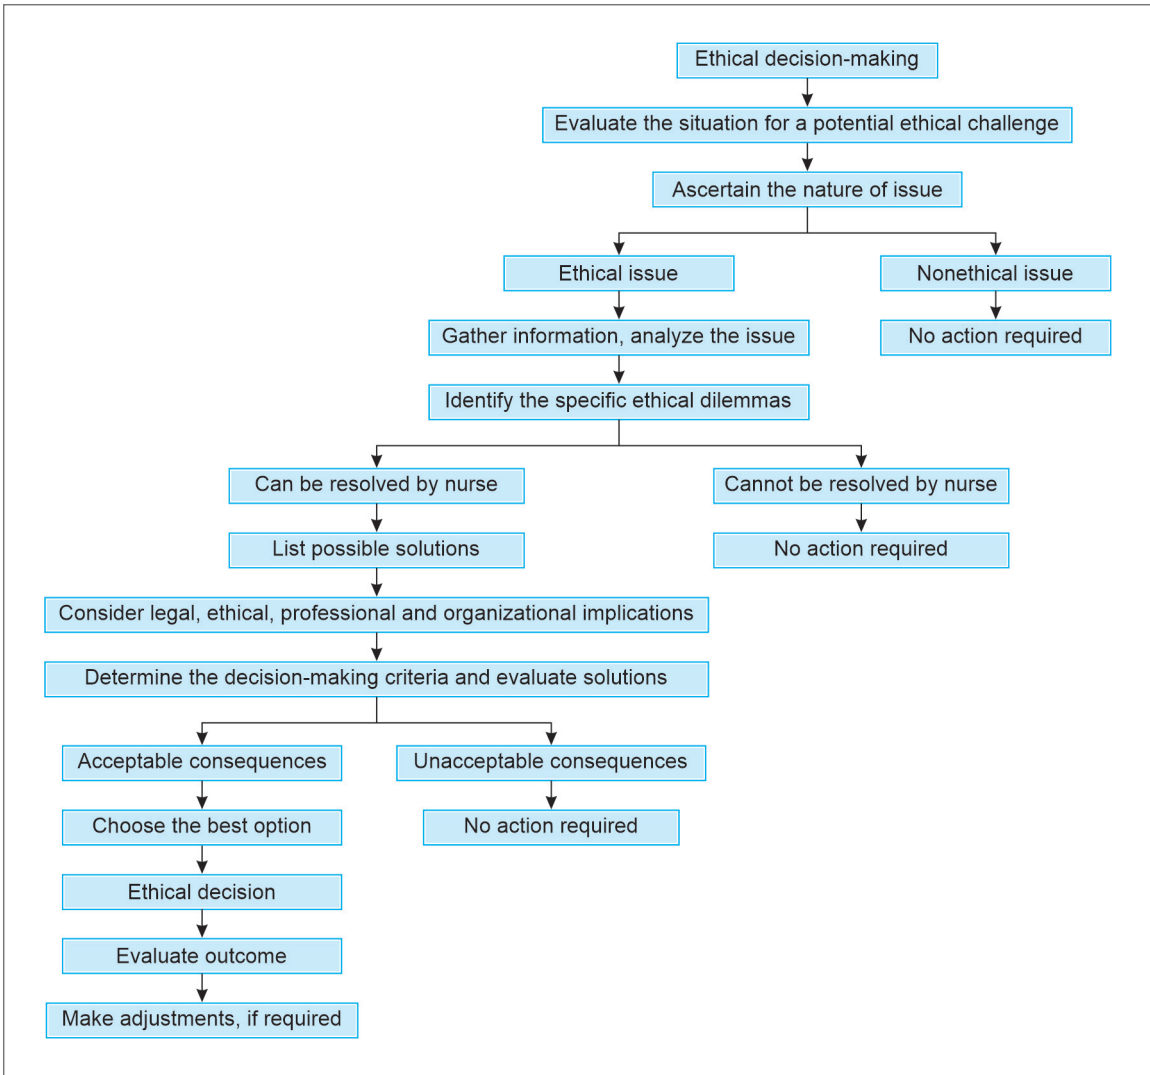 Ethical decision-making
Evaluate the situation for a potential ethical challenge
Ascertain the nature of issue
Ethical issue
Nonethical issue
Gather information, analyze the issue
No action required
Identify the specific ethical dilemmas
Can be resolved by nurse
Cannot be resolved by nurse
List possible solutions
No action required
Consider legal, ethical, professional and organizational implications
Determine the decision-making criteria and evaluate solutions
Acceptable consequences
Unacceptable consequences
Choose the best option
No action required
Ethical decision
Evaluate outcome
Make adjustments, if required